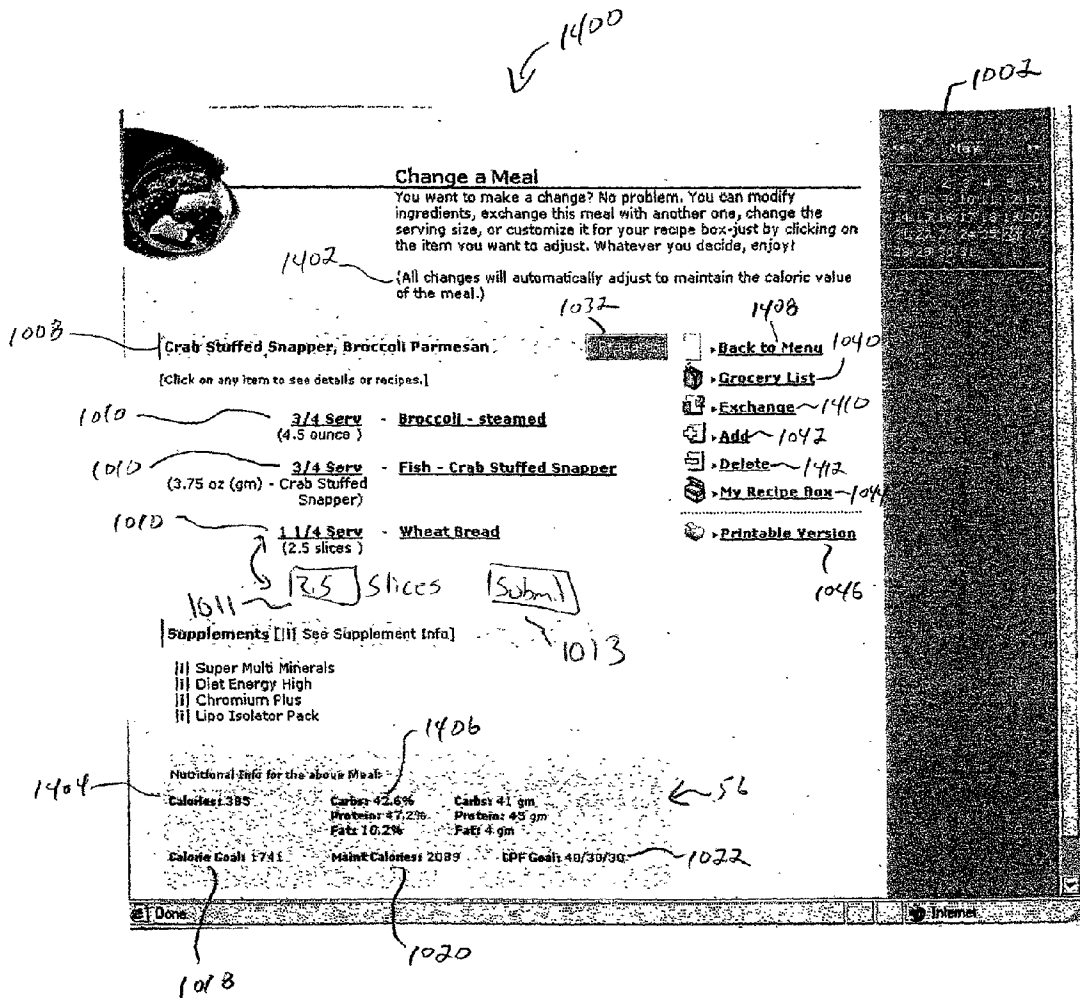 1400
1002
May
Change a Meal
You want to make a change? No problem. You can modify
ingredients, exchange this meal with another one, change the
serving size, or customize it for your recipe box-just by clicking on
the item you want to adjust. Whatever you decide, enjoy!
1402
(All changes will automatically adjust to maintain the caloric value
of the meal.)
1032
1408
1008
Crab Stuffed Snapper, Broccoli Parmesan
Back to Menu
1040
[Click on any item to see details or recipes.]
Grocery List
1010
3/4 Serv - Broccoli - steamed
(4.5 ounce )
Exchange 1410
Add 1042
1010
3/4 Serv - Fish - Crab Stuffed Snapper
(3.75 oz (gm) - Crab Stuffed
Snapper)
Delete 1412
My Recipe Box 1044
1010
1 1/4 Serv - Wheat Bread
(2.5 slices )
Printable Version
1046
2.5 Slices Submit
1011
1013
Supplements [[i] See Supplement Info]
[i] Super Multi Minerals
[i] Diet Energy High
[i] Chromium Plus
[i] Lipo Isolator Pack
1406
Nutritional Info for the above Meal:
1404
Calories: 385 Carbs: 42.6% Carbs: 41 gm
56
Protein: 47.2% Protein: 45 gm
Fat: 10.2% Fat: 4 gm
Calorie Goal: 1741 Maint Calories: 2089 CPF Goal: 40/30/30
1022
Done
Internet
1018
1020